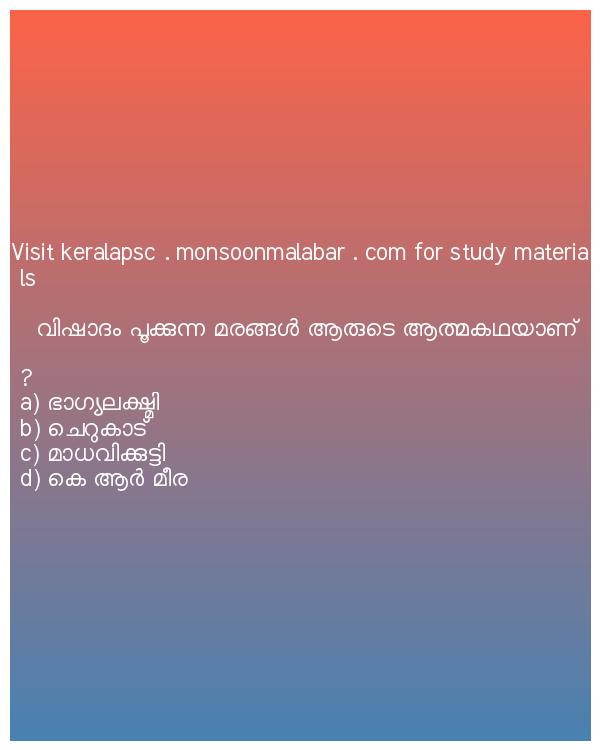 Visit keralapsc . monsoonmalabar . com for study materia
ls
വിഷാദം പൂക്കുന്ന മരങ്ങൾ ആരുടെ ആത്മകഥയാണ്
?
a) ഭാഗ്യലക്ഷ്മി
b) ചെറുകാട്
c) മാധവിക്കുട്ടി
d) കെ ആർ മീര